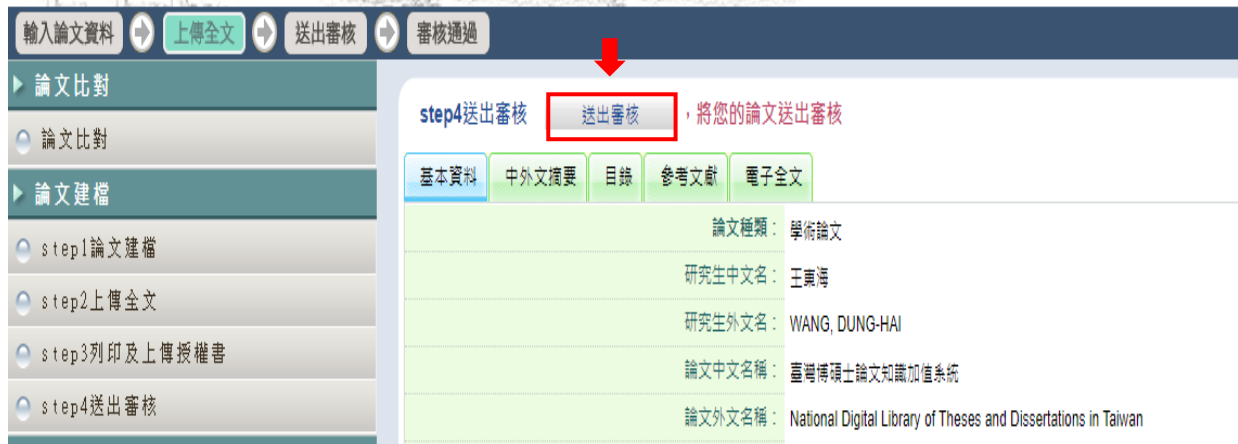 輸入論文資料 上傳全文 送出審核 審核通過
論文比對
論文比對
論文建檔
step1論文建檔
step2上傳全文
step3列印及上傳授權書
step4送出審核
step4送出審核 送出審核 ，將您的論文送出審核
基本資料 中外文摘要 目錄 參考文獻 電子全文
論文種類： 學術論文
研究生中文名： 王東海
研究生外文名： WANG, DUNG-HAI
論文中文名稱： 臺灣博碩士論文知識加值系統
論文外文名稱： National Digital Library of Theses and Dissertations in Taiwan